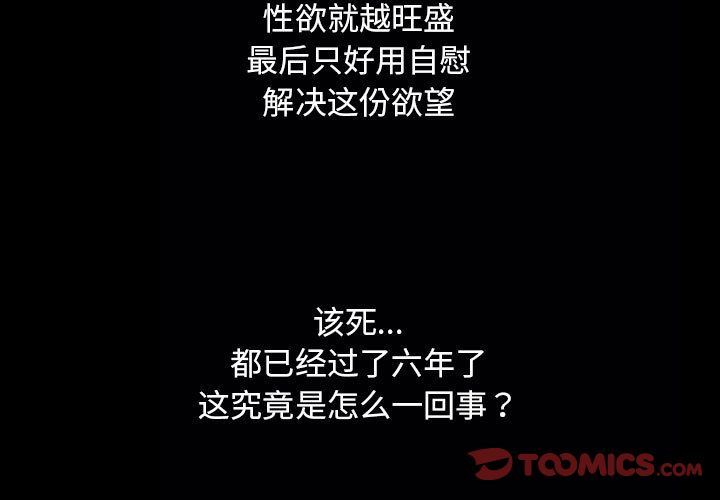 性欲就越旺盛
最后只好用自慰
解决这份欲望
该死...
都已经过了六年了
这究竟是怎么一回事？
TOOMICS.COM